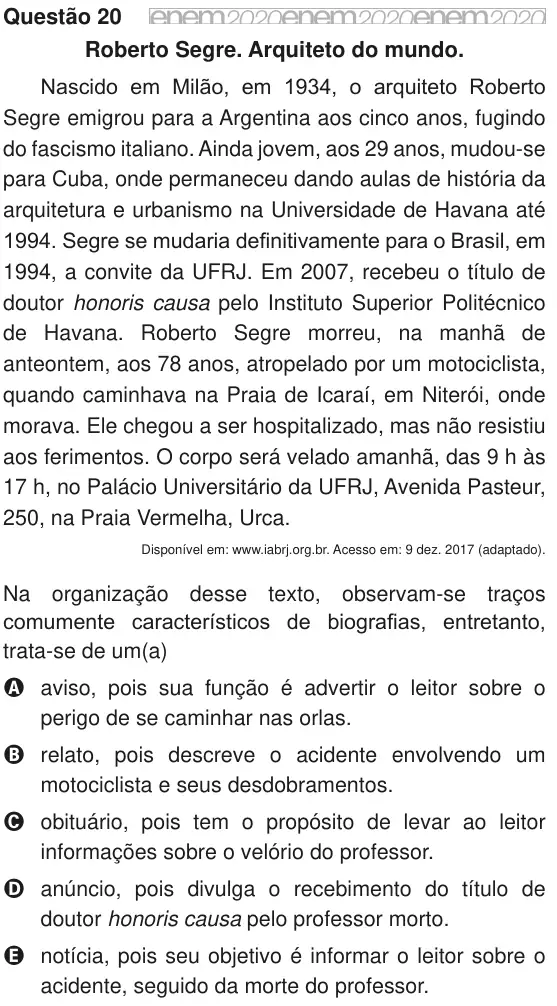 Questão 20 enem2020enem2020enem2020
Roberto Segre. Arquiteto do mundo.
Nascido em Milão, em 1934, o arquiteto Roberto
Segre emigrou para a Argentina aos cinco anos, fugindo
do fascismo italiano. Ainda jovem, aos 29 anos, mudou-se
para Cuba, onde permaneceu dando aulas de história da
arquitetura e urbanismo na Universidade de Havana até
1994. Segre se mudaria definitivamente para o Brasil, em
1994, a convite da UFRJ. Em 2007, recebeu o título de
doutor honoris causa pelo Instituto Superior Politécnico
de Havana. Roberto Segre morreu, na manhã de
anteontem, aos 78 anos, atropelado por um motociclista,
quando caminhava na Praia de Icaraí, em Niterói, onde
morava. Ele chegou a ser hospitalizado, mas não resistiu
aos ferimentos. O corpo será velado amanhã, das 9 h às
17 h, no Palácio Universitário da UFRJ, Avenida Pasteur,
250, na Praia Vermelha, Urca.
Disponível em: www.iabrj.org.br. Acesso em: 9 dez. 2017 (adaptado).
Na organização desse texto, observam-se traços
comumente característicos de biografias, entretanto,
trata-se de um(a)
A aviso, pois sua função é advertir o leitor sobre o
perigo de se caminhar nas orlas.
B relato, pois descreve o acidente envolvendo um
motociclista e seus desdobramentos.
C obituário, pois tem o propósito de levar ao leitor
informações sobre o velório do professor.
D anúncio, pois divulga o recebimento do título de
doutor honoris causa pelo professor morto.
E notícia, pois seu objetivo é informar o leitor sobre o
acidente, seguido da morte do professor.